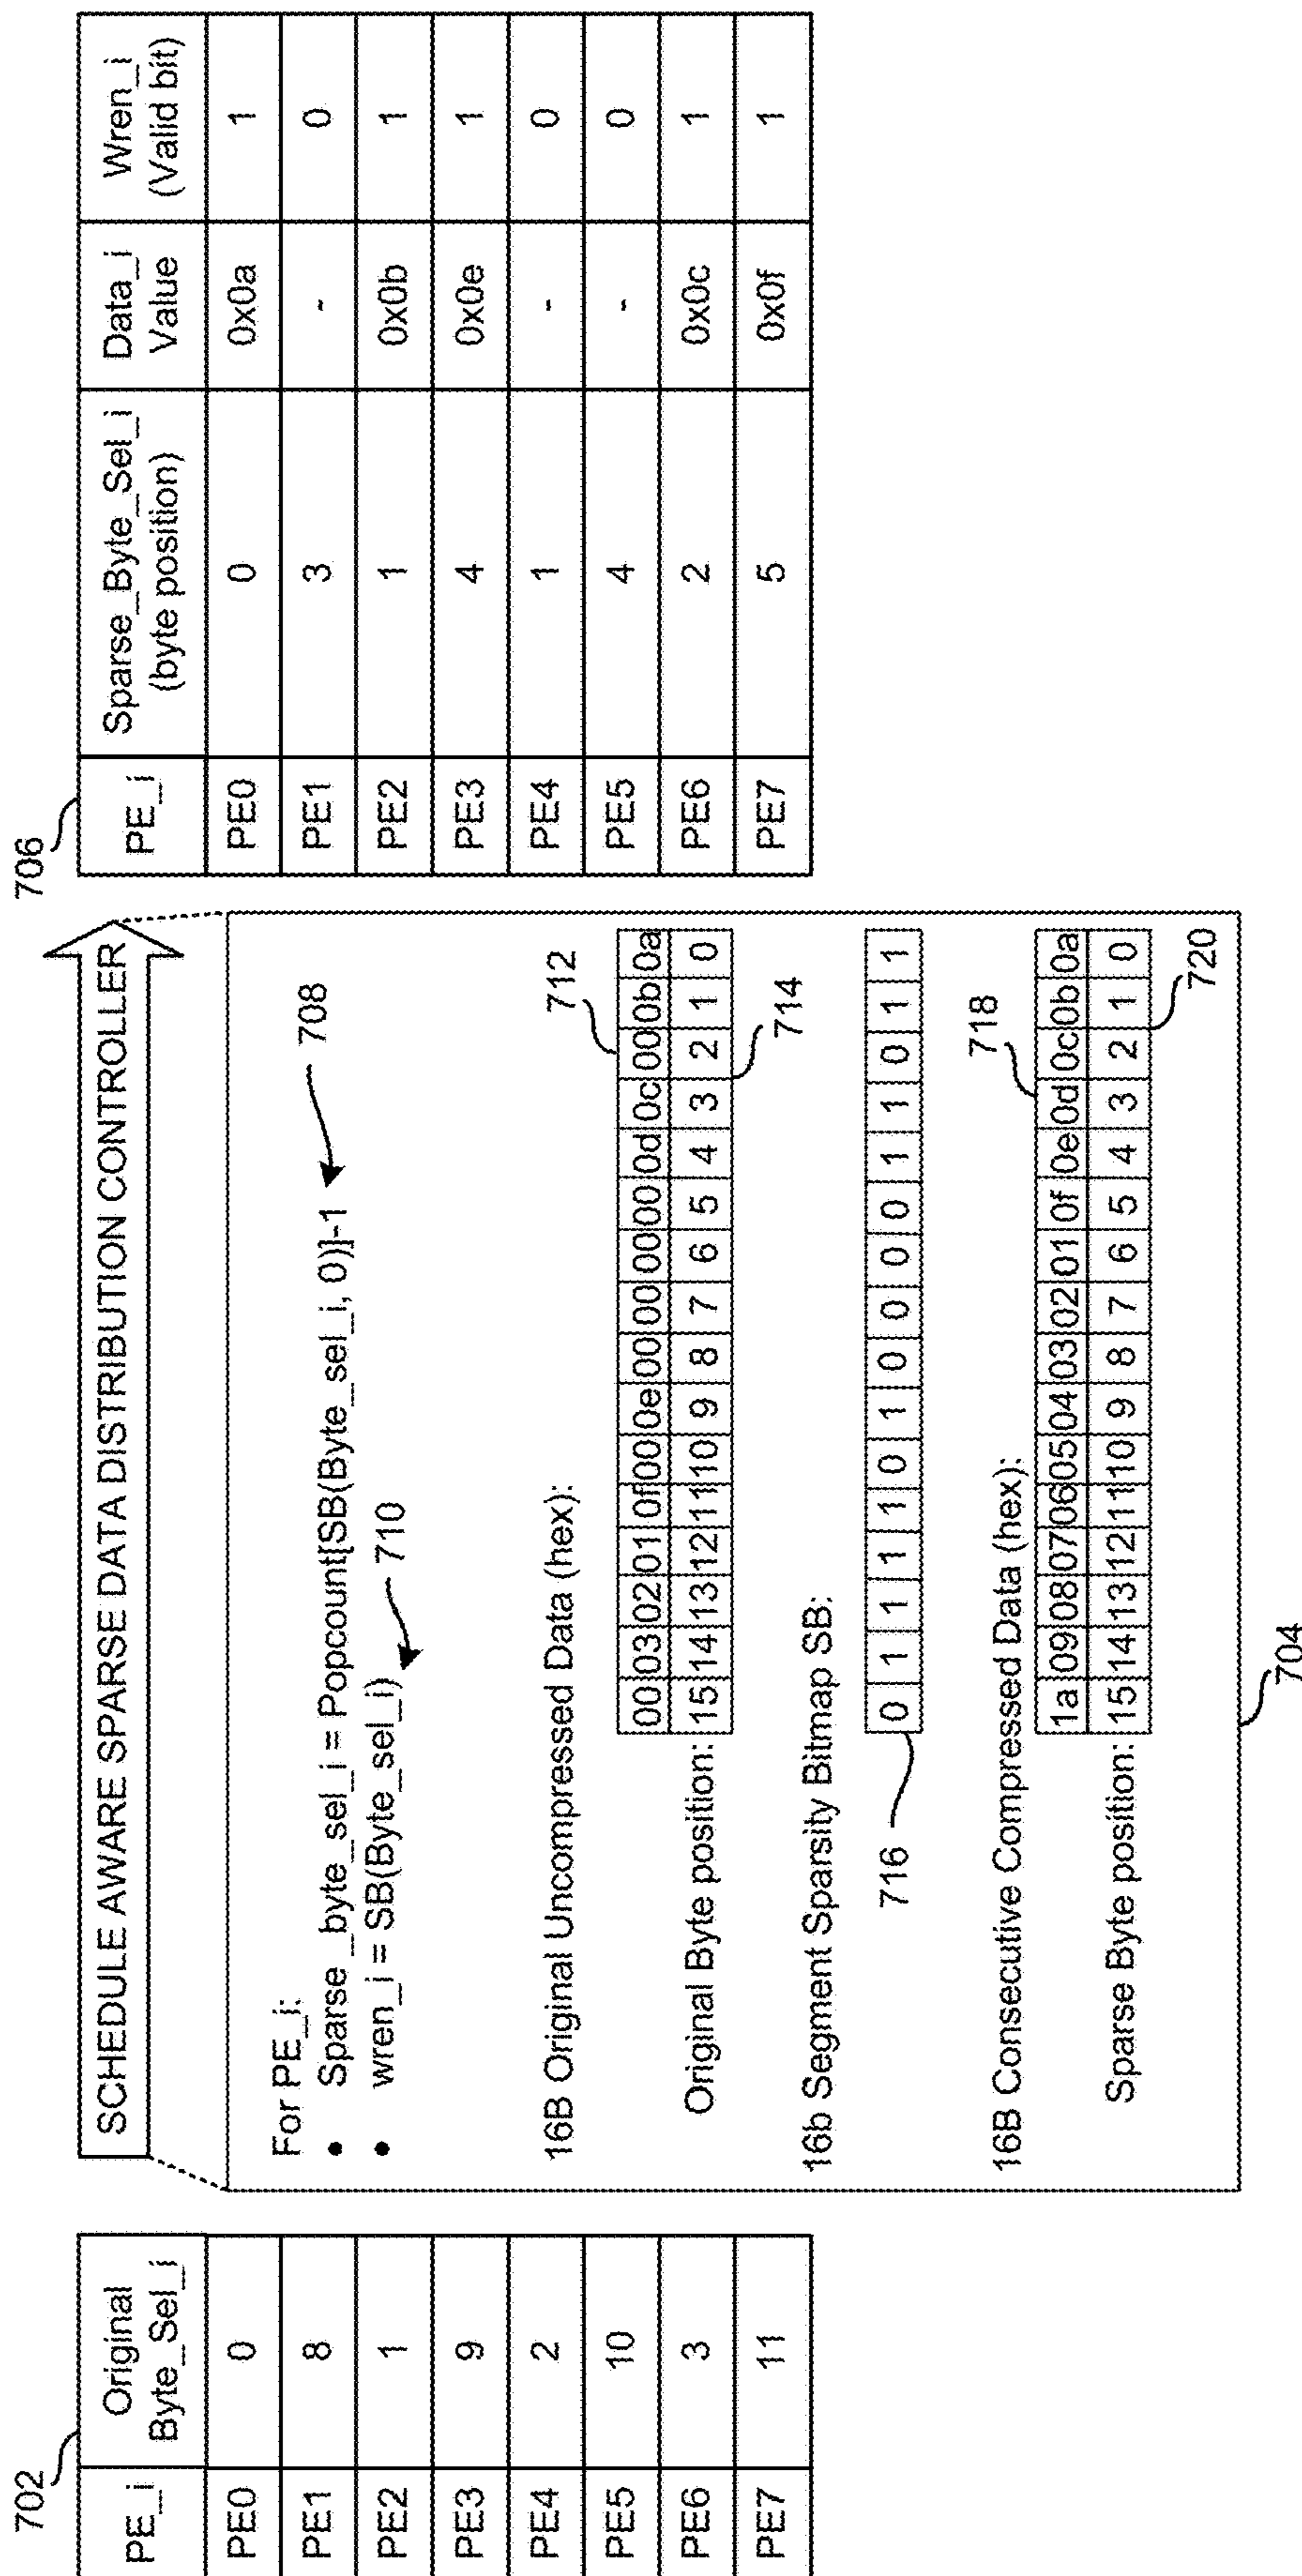 702
PE_i Original Byte_Sel_i
PE0 0
PE1 8
PE2 1
PE3 9
PE4 2
PE5 10
PE6 3
PE7 11
SCHEDULE AWARE SPARSE DATA DISTRIBUTION CONTROLLER
For PE_i:
• Sparse_byte_sel_i = Popcount[SB(Byte_sel_i, 0)]-1
708
• wren_i = SB(Byte_sel_i)
710
16B Original Uncompressed Data (hex):
712
00 03 02 01 0f 00 0e 00 00 00 00 0d 0c 00 0b 0a
Original Byte position: 15 14 13 12 11 10 9 8 7 6 5 4 3 2 1 0
714
16b Segment Sparsity Bitmap SB:
0 1 1 1 1 0 1 0 0 0 0 1 1 0 1 1
716
16B Consecutive Compressed Data (hex):
718
1a 09 08 07 06 05 04 03 02 01 0f 0e 0d 0c 0b 0a
Sparse Byte position: 15 14 13 12 11 10 9 8 7 6 5 4 3 2 1 0
720
704
706
PE_i Sparse_Byte_Sel_i (byte position) Data_i Value Wren_i (Valid bit)
PE0 0 0x0a 1
PE1 3 - 0
PE2 1 0x0b 1
PE3 4 0x0e 1
PE4 1 - 0
PE5 4 - 0
PE6 2 0x0c 1
PE7 5 0x0f 1